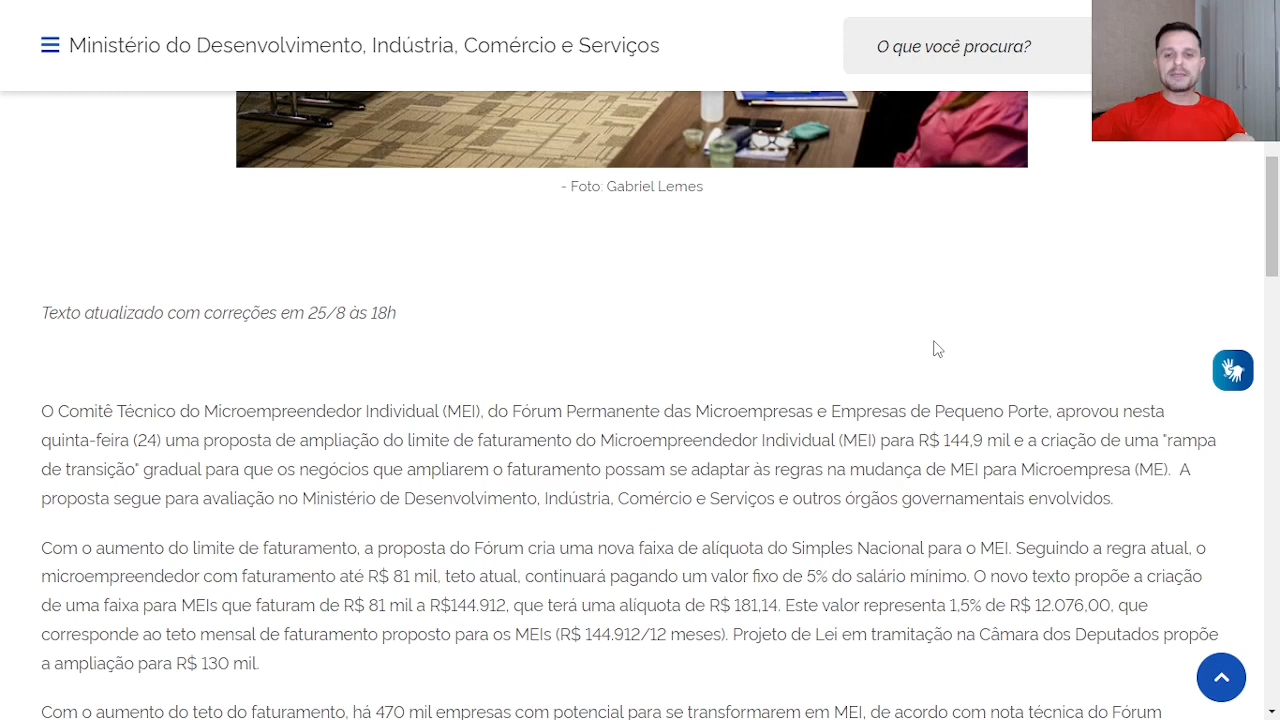 Ministério do Desenvolvimento, Indústria, Comércio e Serviços
O que você procura?
- Foto: Gabriel Lemes
Texto atualizado com correções em 25/8 às 18h
O Comitê Técnico do Microempreendedor Individual (MEI), do Fórum Permanente das Microempresas e Empresas de Pequeno Porte, aprovou nesta
quinta-feira (24) uma proposta de ampliação do limite de faturamento do Microempreendedor Individual (MEI) para R$ 144,9 mil e a criação de uma "rampa
de transição" gradual para que os negócios que ampliarem o faturamento possam se adaptar às regras na mudança de MEI para Microempresa (ME). A
proposta segue para avaliação no Ministério de Desenvolvimento, Indústria, Comércio e Serviços e outros órgãos governamentais envolvidos.
Com o aumento do limite de faturamento, a proposta do Fórum cria uma nova faixa de alíquota do Simples Nacional para o MEI. Seguindo a regra atual, o
microempreendedor com faturamento até R$ 81 mil, teto atual, continuará pagando um valor fixo de 5% do salário mínimo. O novo texto propõe a criação
de uma faixa para MEIs que faturam de R$ 81 mil a R$144.912, que terá uma alíquota de R$ 181,14. Este valor representa 1,5% de R$ 12.076,00, que
corresponde ao teto mensal de faturamento proposto para os MEIs (R$ 144.912/12 meses). Projeto de Lei em tramitação na Câmara dos Deputados propõe
a ampliação para R$ 130 mil.
Com o aumento do teto do faturamento, há 470 mil empresas com potencial para se transformarem em MEI, de acordo com nota técnica do Fórum